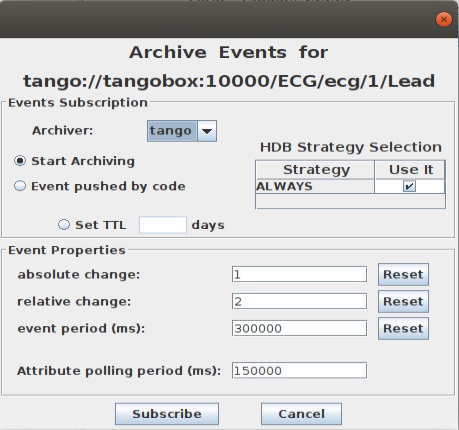 Archive Events for
tango://tangobox:10000/ECG/ecg/1/Lead
Events Subscription
Archiver: tango
Start Archiving
Event pushed by code
Set TTL days
HDB Strategy Selection
Strategy Use It
ALWAYS
Event Properties
absolute change: 1 Reset
relative change: 2 Reset
event period (ms): 300000 Reset
Attribute polling period (ms): 150000
Subscribe Cancel